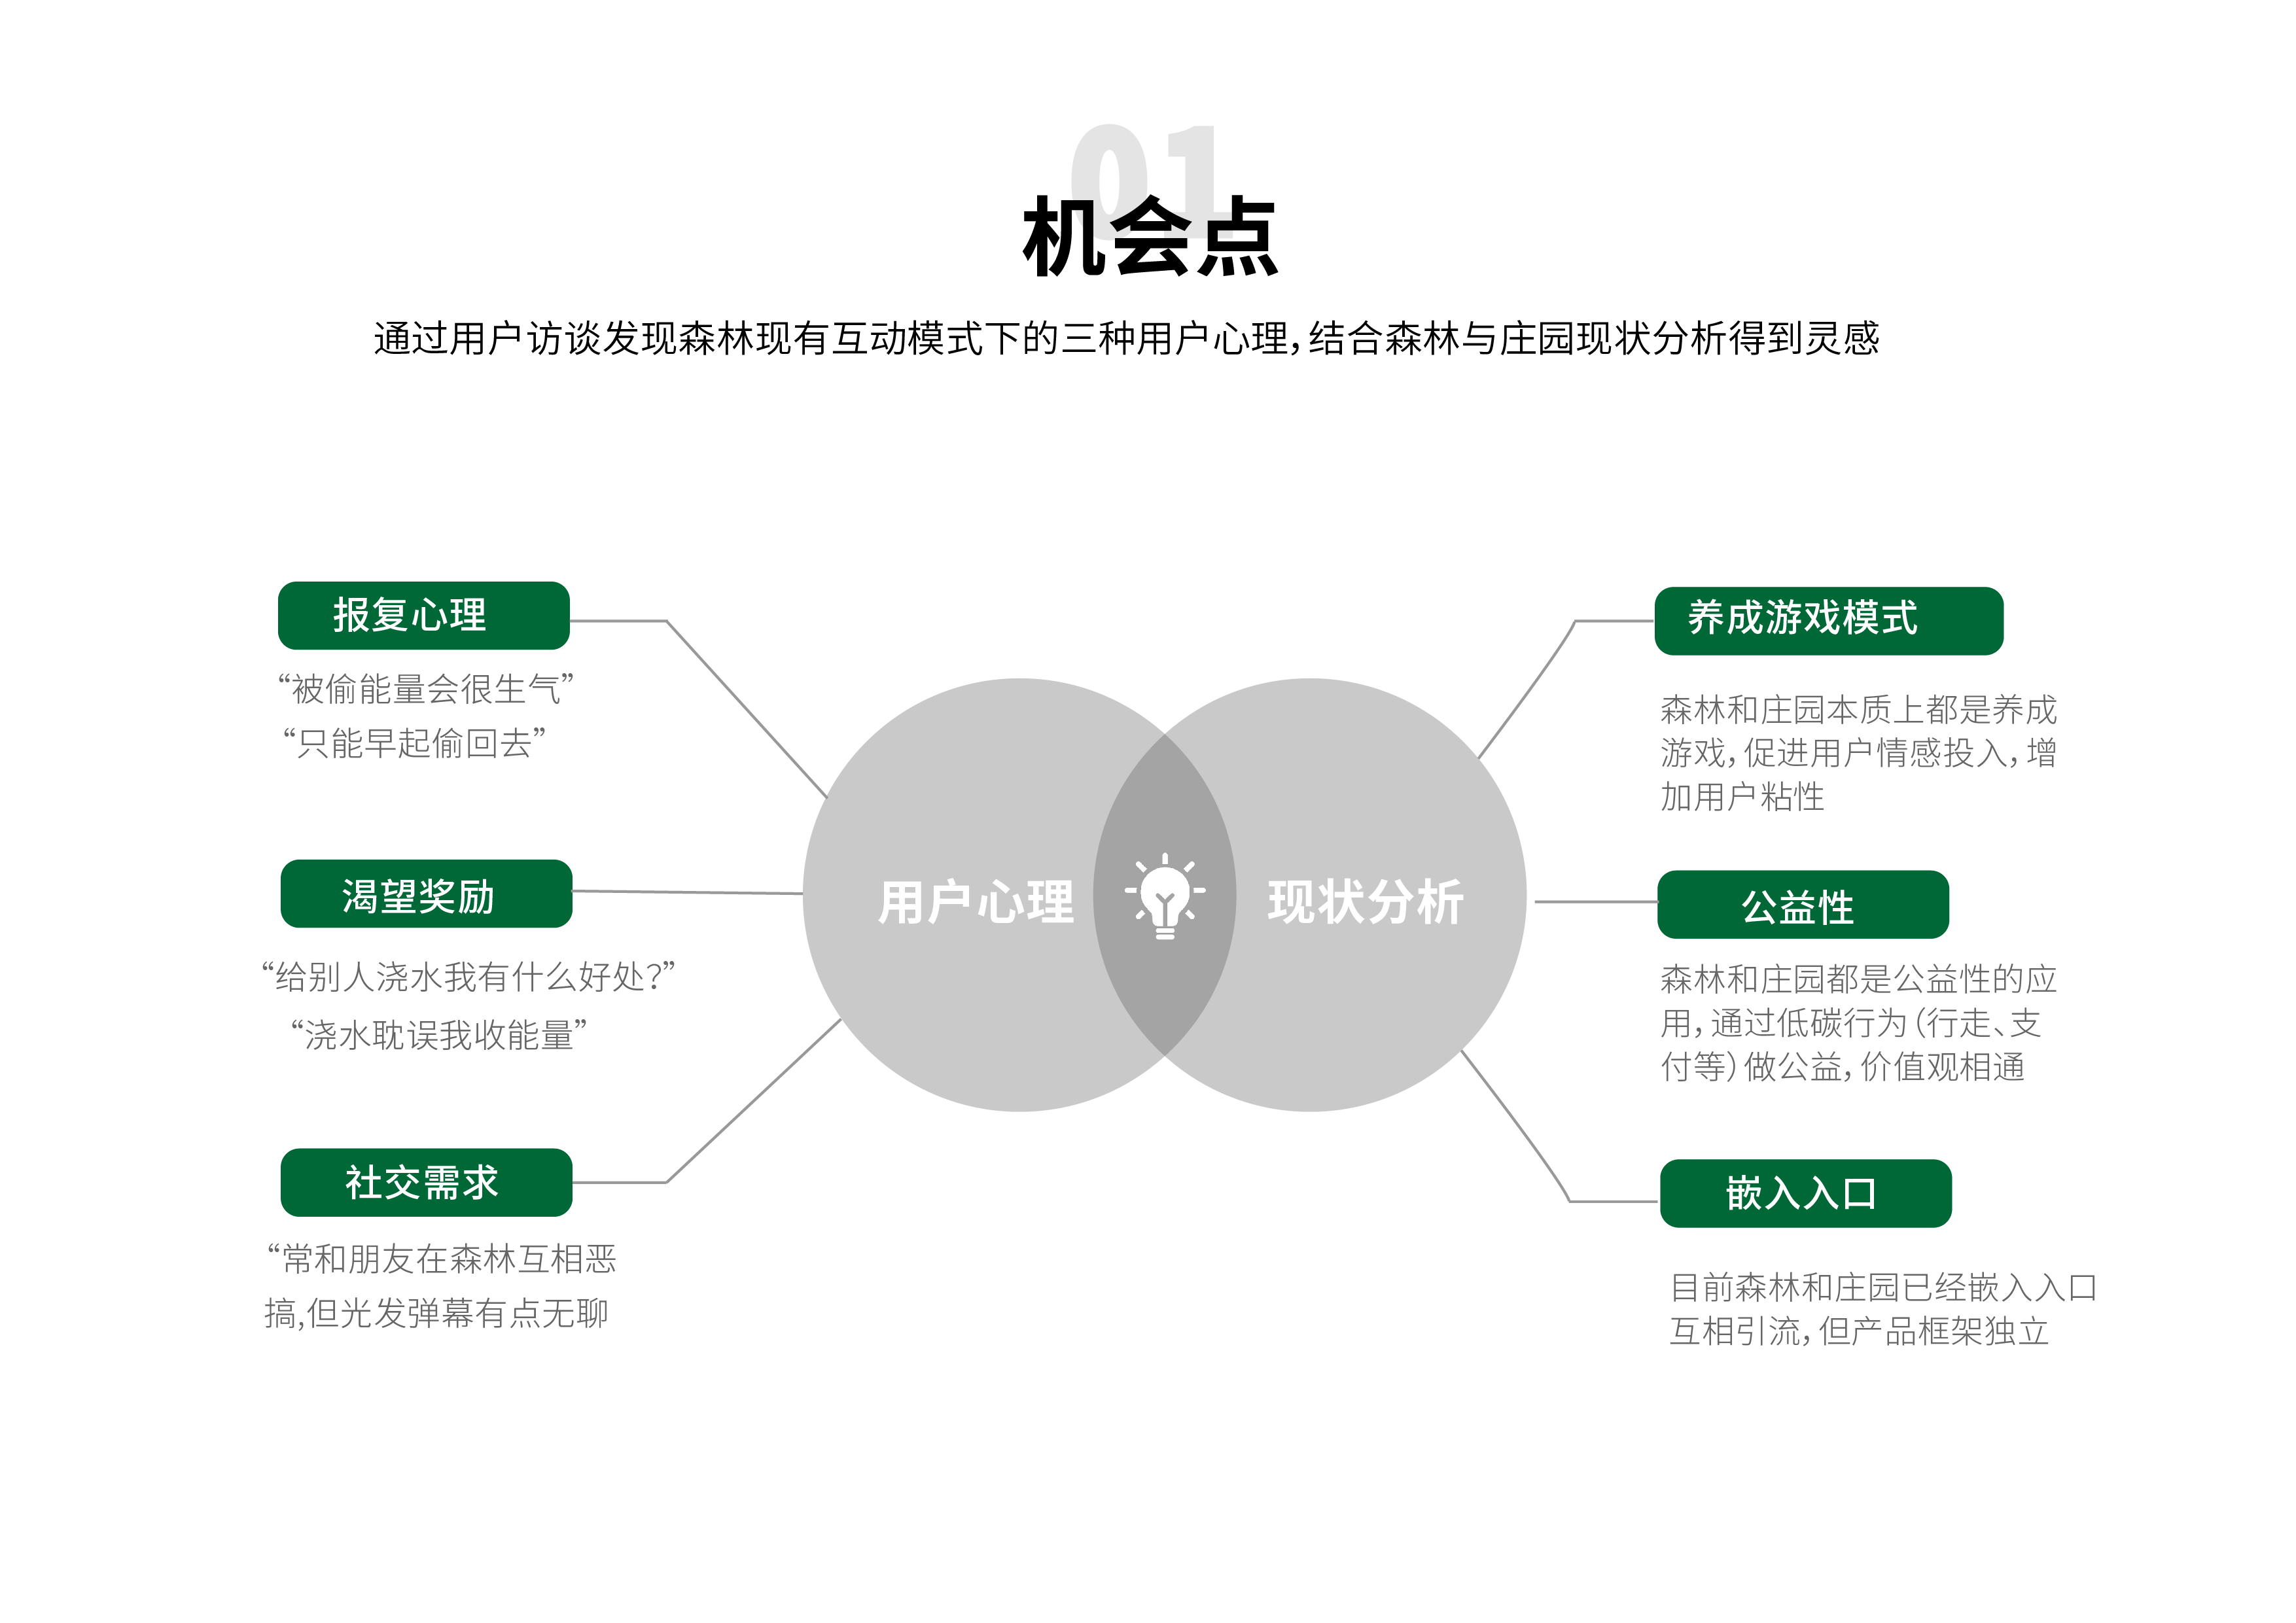 01
机会点
通过用户访谈发现森林现有互动模式下的三种用户心理，结合森林与庄园现状分析得到灵感
报复心理
“被偷能量会很生气”
“只能早起偷回去”
渴望奖励
“给别人浇水我有什么好处？”
“浇水耽误我收能量”
社交需求
“常和朋友在森林互相恶
搞,但光发弹幕有点无聊
用户心理
现状分析
养成游戏模式
森林和庄园本质上都是养成
游戏，促进用户情感投入，增
加用户粘性
公益性
森林和庄园都是公益性的应
用，通过低碳行为（行走、支
付等）做公益，价值观相通
嵌入入口
目前森林和庄园已经嵌入入口
互相引流，但产品框架独立